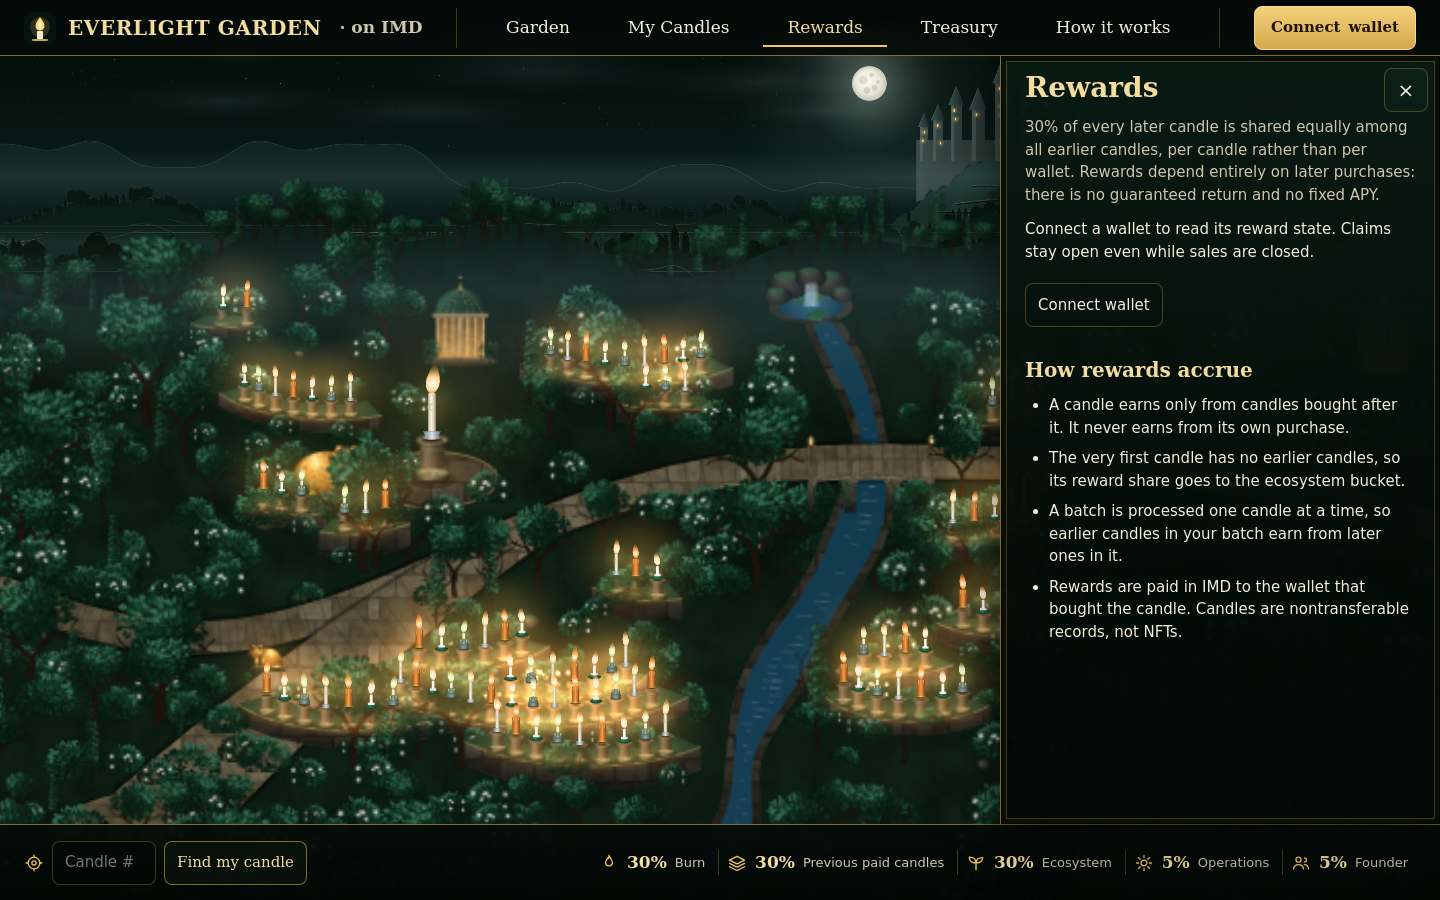 EVERLIGHT GARDEN · on IMD
Garden
My Candles
Rewards
Treasury
How it works
Connect wallet
Rewards
×
30% of every later candle is shared equally among
all earlier candles, per candle rather than per
wallet. Rewards depend entirely on later purchases:
there is no guaranteed return and no fixed APY.
Connect a wallet to read its reward state. Claims
stay open even while sales are closed.
Connect wallet
How rewards accrue
• A candle earns only from candles bought after
it. It never earns from its own purchase.
• The very first candle has no earlier candles, so
its reward share goes to the ecosystem bucket.
• A batch is processed one candle at a time, so
earlier candles in your batch earn from later
ones in it.
• Rewards are paid in IMD to the wallet that
bought the candle. Candles are nontransferable
records, not NFTs.
Candle #
Find my candle
30% Burn
30% Previous paid candles
30% Ecosystem
5% Operations
5% Founder